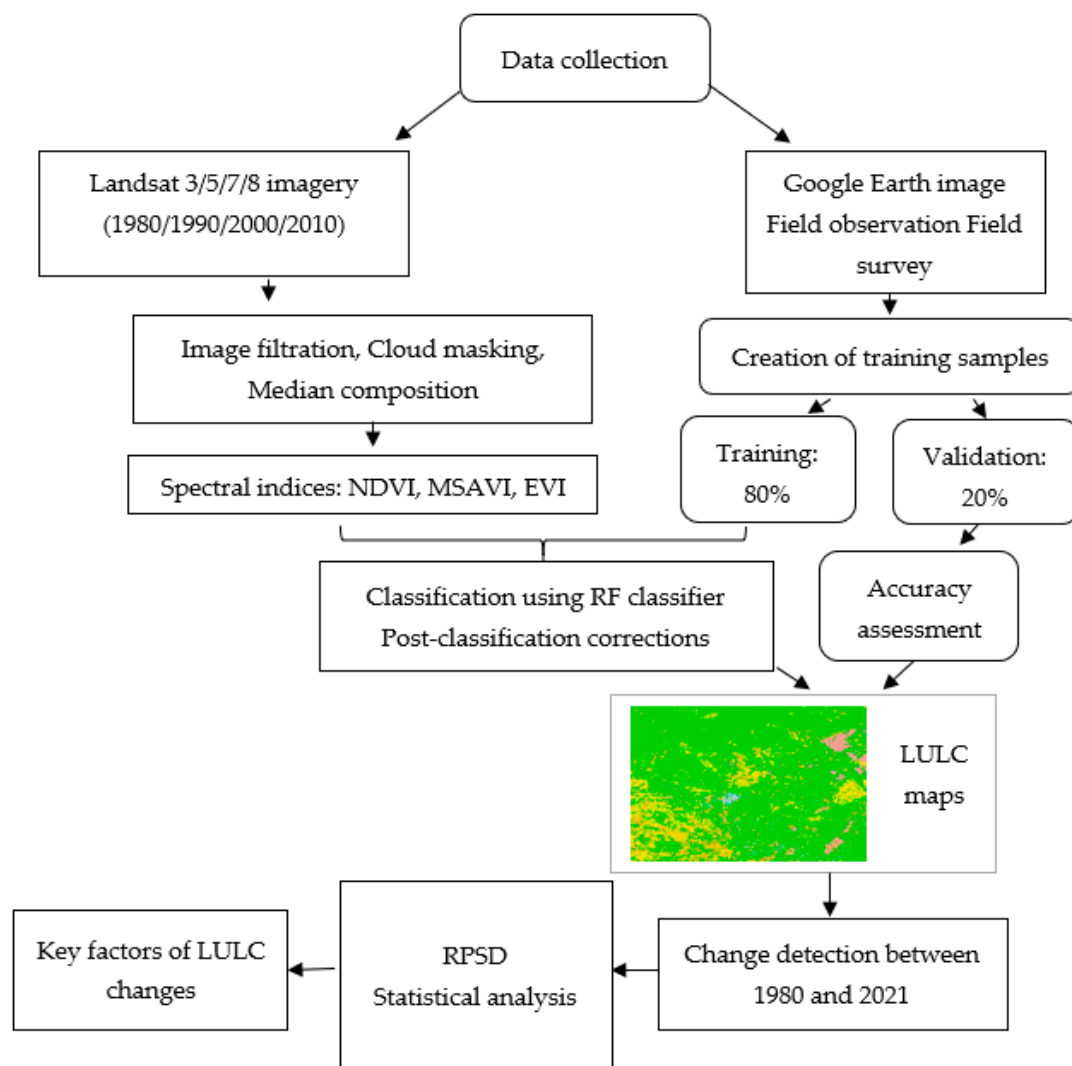 Data collection
Landsat 3/5/7/8 imagery
(1980/1990/2000/2010)
Google Earth image
Field observation Field
survey
Image filtration, Cloud masking,
Median composition
Creation of training samples
Spectral indices: NDVI, MSAVI, EVI
Training:
80%
Validation:
20%
Classification using RF classifier
Post-classification corrections
Accuracy
assessment
LULC
maps
Change detection between
1980 and 2021
RPSD
Statistical analysis
Key factors of LULC
changes